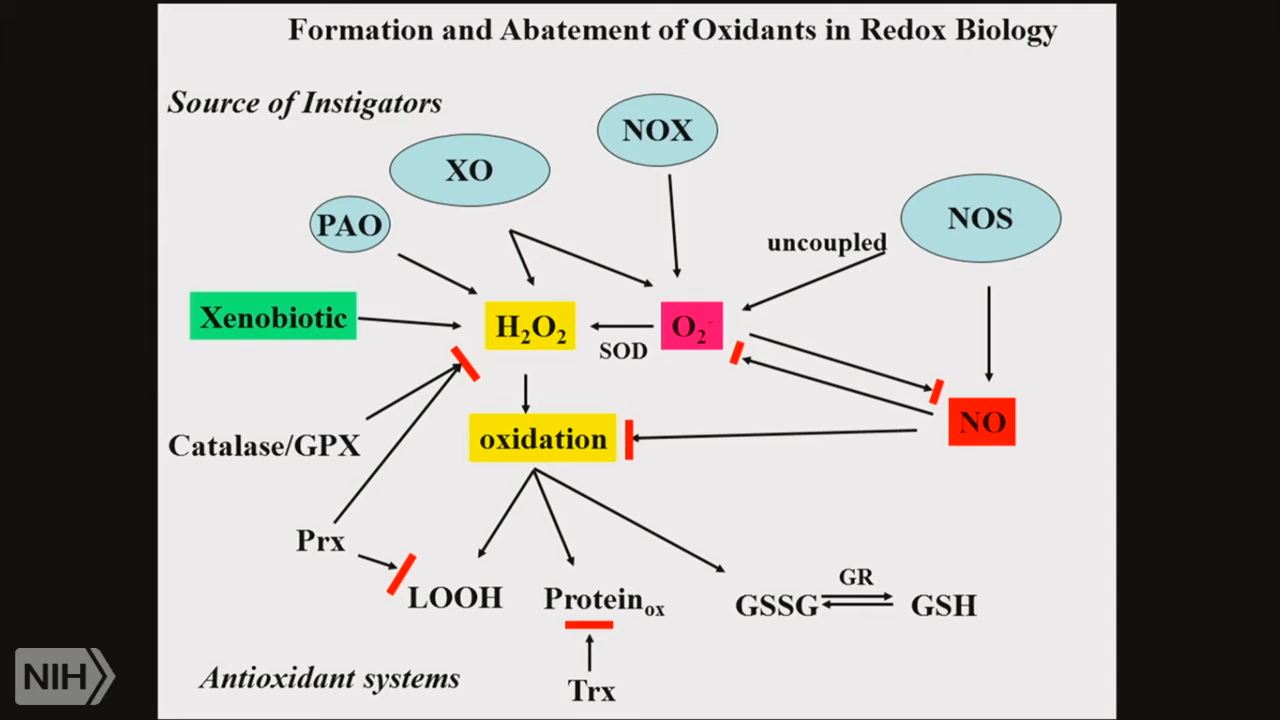 Formation and Abatement of Oxidants in Redox Biology
Source of Instigators
NOX
XO
PAO
NOS
uncoupled
Xenobiotic
H₂O₂
O₂⁻
SOD
NO
oxidation
Catalase/GPX
Prx
GR
LOOH
Proteinₒₓ
GSSG
GSH
Antioxidant systems
Trx
NIH